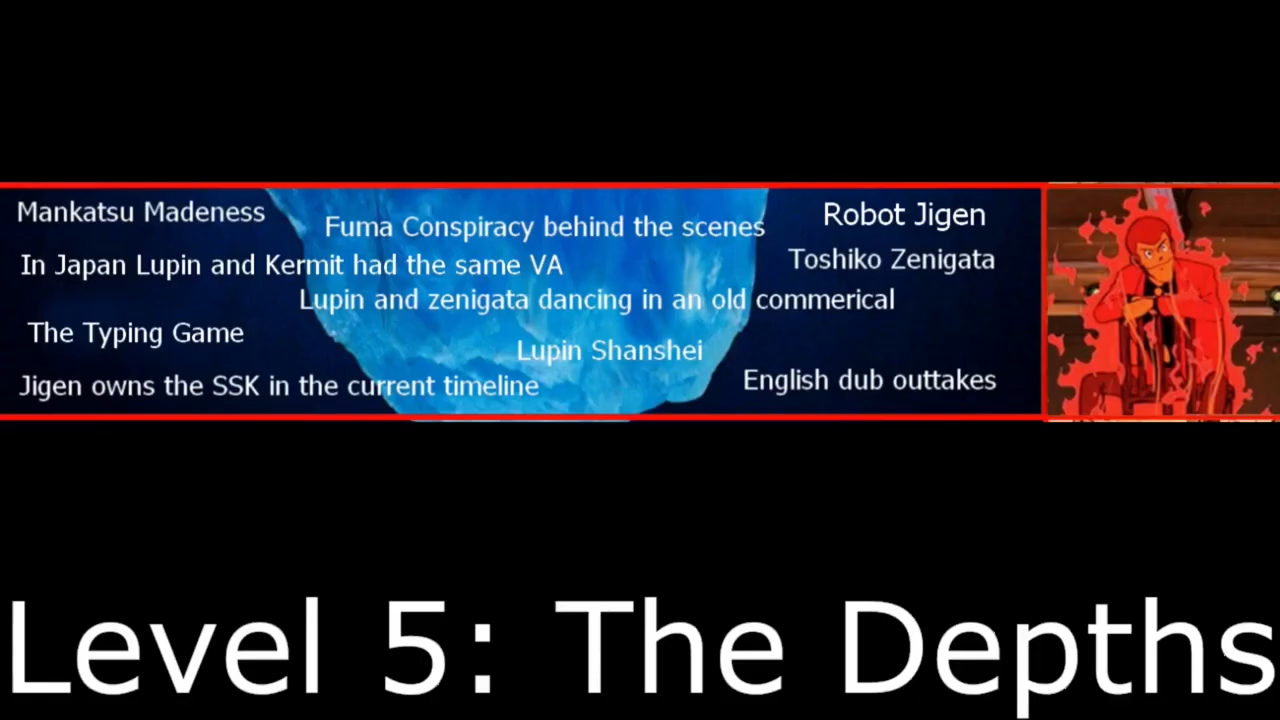 Mankatsu Madeness
Fuma Conspiracy behind the scenes
Robot Jigen
In Japan Lupin and Kermit had the same VA
Toshiko Zenigata
Lupin and zenigata dancing in an old commerical
The Typing Game
Lupin Shanshei
Jigen owns the SSK in the current timeline
English dub outtakes
Level 5: The Depths